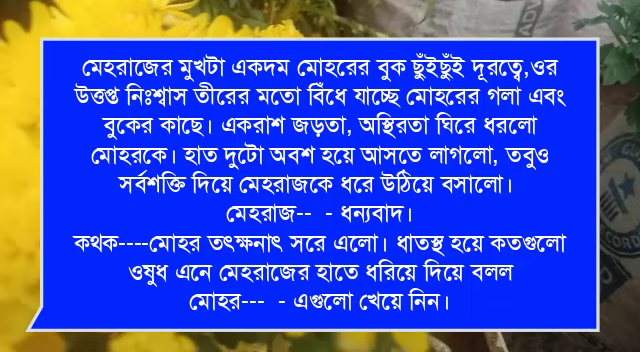 মেহরাজের মুখটা একদম মোহরের বুক ছুঁইছুঁই দূরত্বে,ওর
উত্তপ্ত নিঃশ্বাস তীরের মতো বিঁধে যাচ্ছে মোহরের গলা এবং
বুকের কাছে। একরাশ জড়তা, অস্থিরতা ঘিরে ধরলো
মোহরকে। হাত দুটো অবশ হয়ে আসতে লাগলো, তবুও
সর্বশক্তি দিয়ে মেহরাজকে ধরে উঠিয়ে বসালো।
মেহরাজ-- - ধন্যবাদ।
কথক----মোহর তৎক্ষনাৎ সরে এলো। ধাতস্থ হয়ে কতগুলো
ওষুধ এনে মেহরাজের হাতে ধরিয়ে দিয়ে বলল
মোহর--- - এগুলো খেয়ে নিন।
ADV